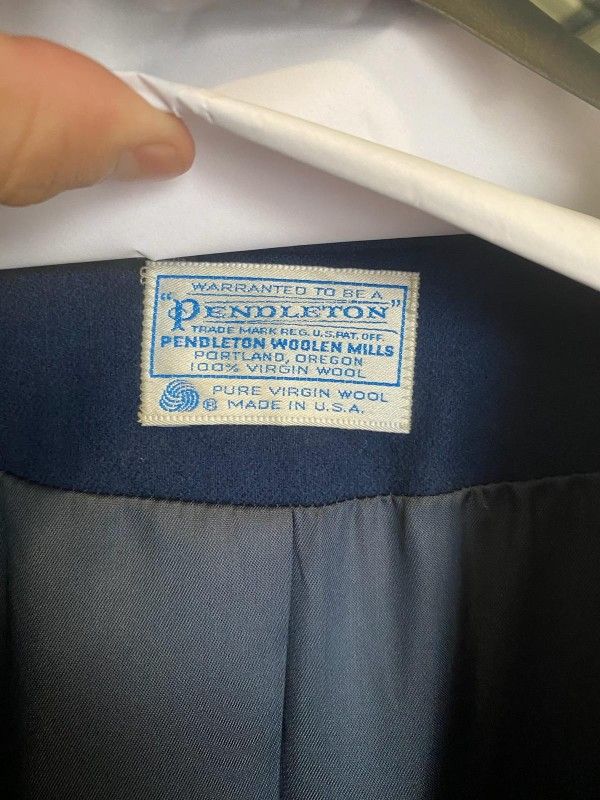 WARRANTED TO BE A
"PENDLETON"
TRADE MARK REG. U.S. PAT. OFF.
PENDLETON WOOLEN MILLS
PORTLAND, OREGON
100% VIRGIN WOOL
PURE VIRGIN WOOL
® MADE IN U.S.A.